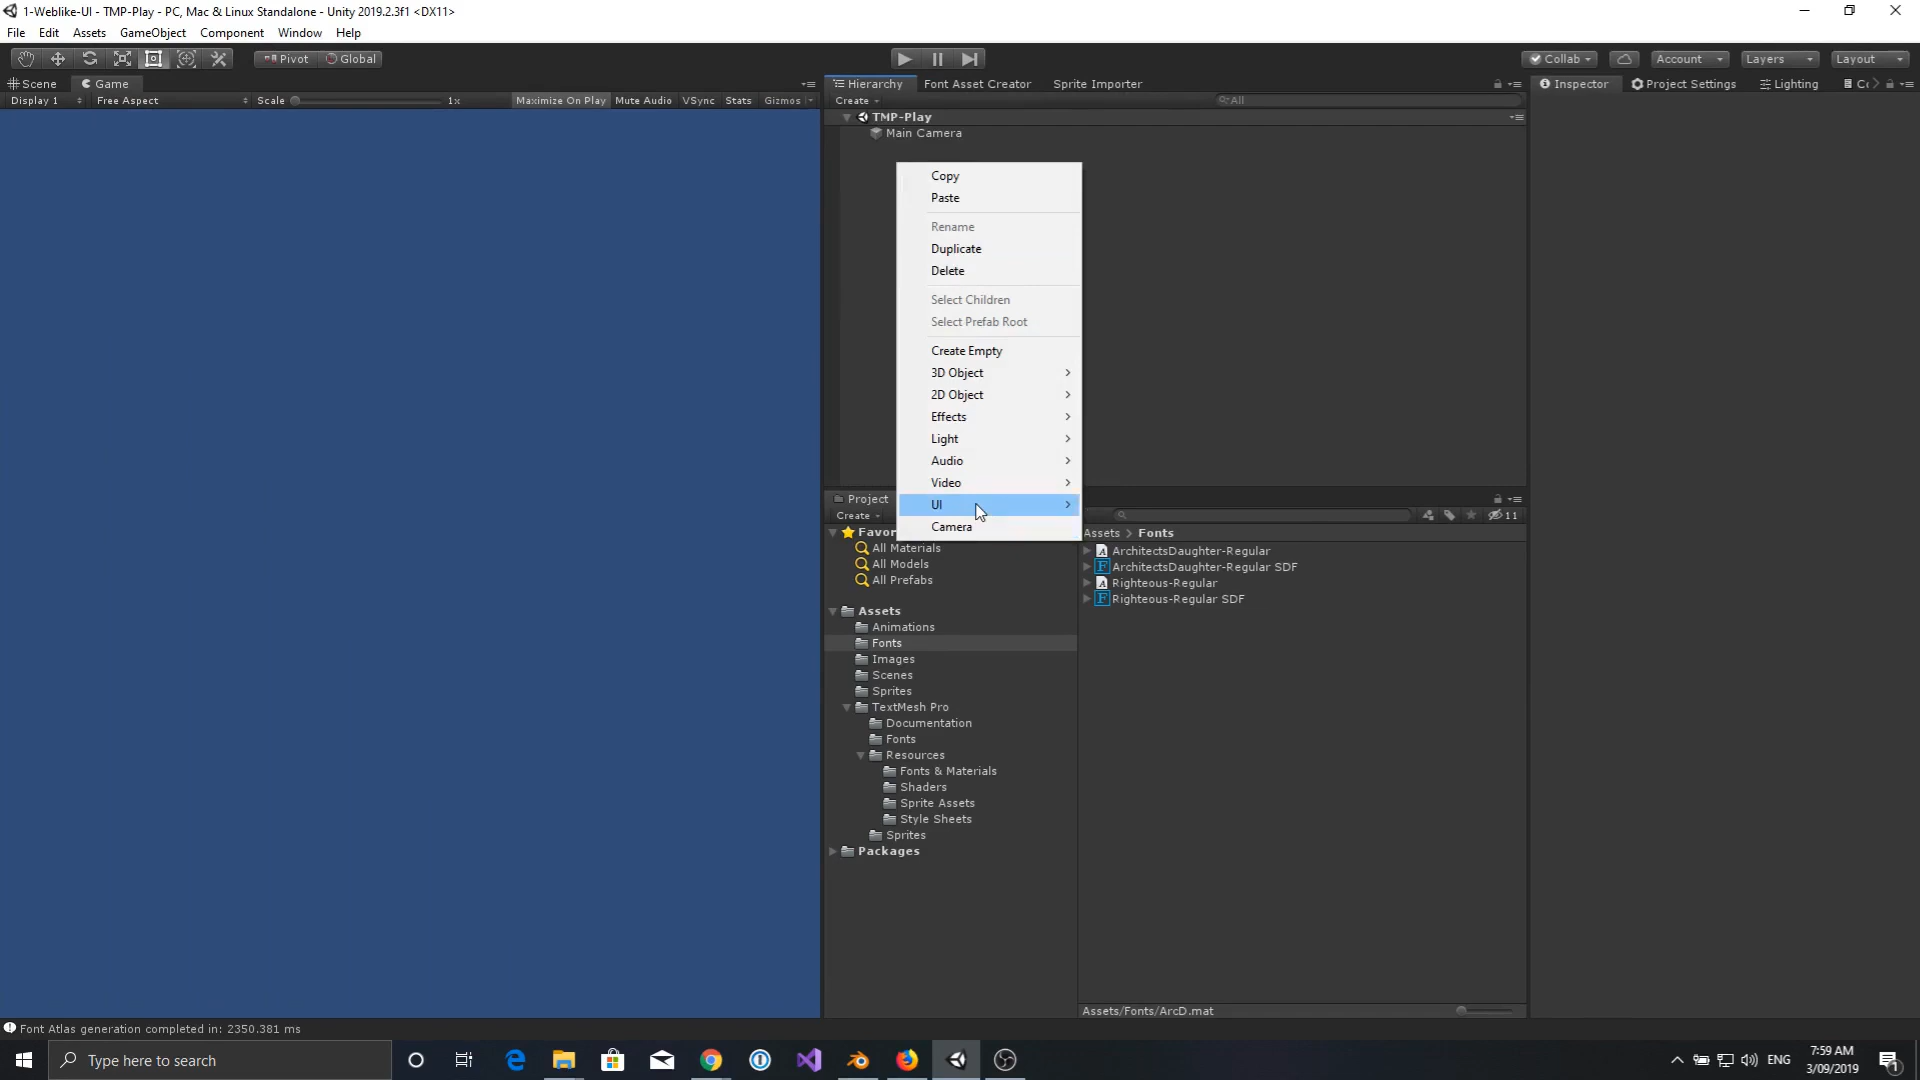 1-Weblike-UI - TMP-Play - PC, Mac & Linux Standalone - Unity 2019.2.3f1 <DX11>
File Edit Assets GameObject Component Window Help
Pivot Global Collab Account Layers Layout
Scene Game
Display 1 Free Aspect Scale 1x Maximize On Play Mute Audio VSync Stats Gizmos
Hierarchy Font Asset Creator Sprite Importer
Create All
TMP-Play
Main Camera
Copy
Paste
Rename
Duplicate
Delete
Select Children
Select Prefab Root
Create Empty
3D Object
2D Object
Effects
Light
Audio
Video
UI
Camera
Inspector Project Settings Lighting
Project
Create 11
Favor
All Materials
All Models
All Prefabs
Assets
Animations
Fonts
Images
Scenes
Sprites
TextMesh Pro
Documentation
Fonts
Resources
Fonts & Materials
Shaders
Sprite Assets
Style Sheets
Sprites
Packages
Assets > Fonts
ArchitectsDaughter-Regular
ArchitectsDaughter-Regular SDF
Righteous-Regular
Righteous-Regular SDF
Assets/Fonts/ArcD.mat
Font Atlas generation completed in: 2350.381 ms
Type here to search
ENG
7:59 AM
3/09/2019
1